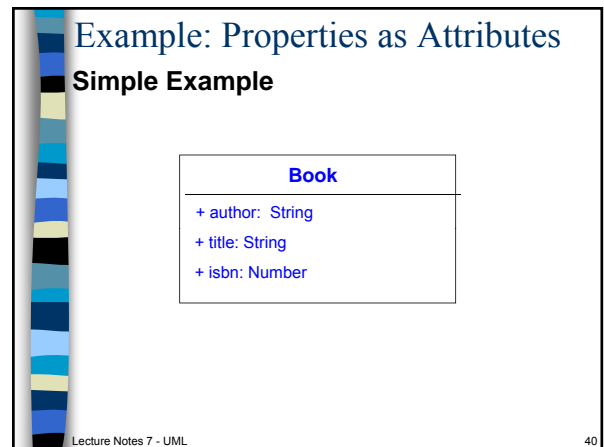 Example: Properties as Attributes
Simple Example
Book
+ author: String
+ title: String
+ isbn: Number
Lecture Notes 7 - UML
40